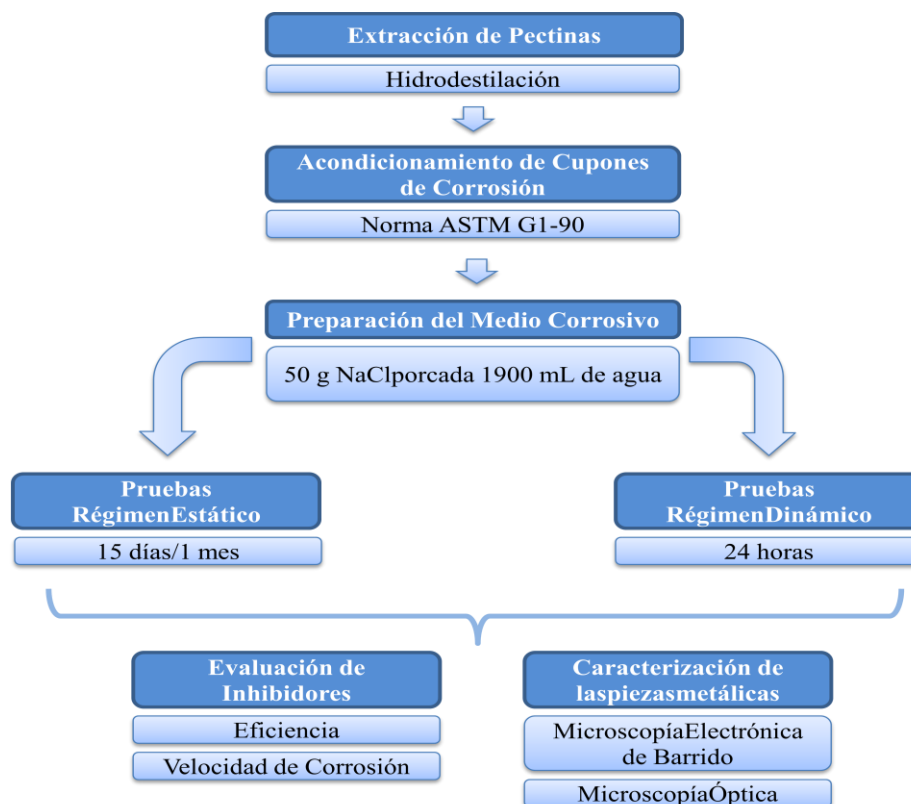 Extracción de Pectinas
Hidrodestilación
Acondicionamiento de Cupones
de Corrosión
Norma ASTM G1-90
Preparación del Medio Corrosivo
50 g NaClporcada 1900 mL de agua
Pruebas
RégimenEstático
15 días/1 mes
Pruebas
RégimenDinámico
24 horas
Evaluación de
Inhibidores
Eficiencia
Velocidad de Corrosión
Caracterización de
laspiezasmetálicas
MicroscopíaElectrónica
de Barrido
MicroscopíaÓptica